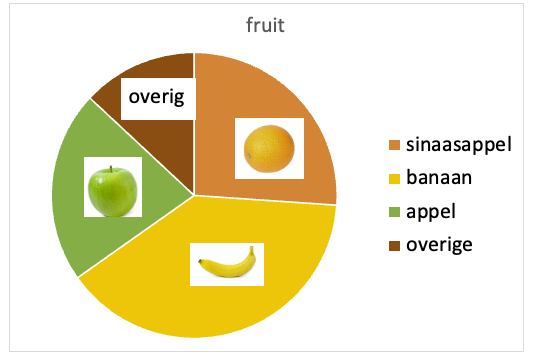 fruit
overig
sinaasappel
banaan
appel
overige